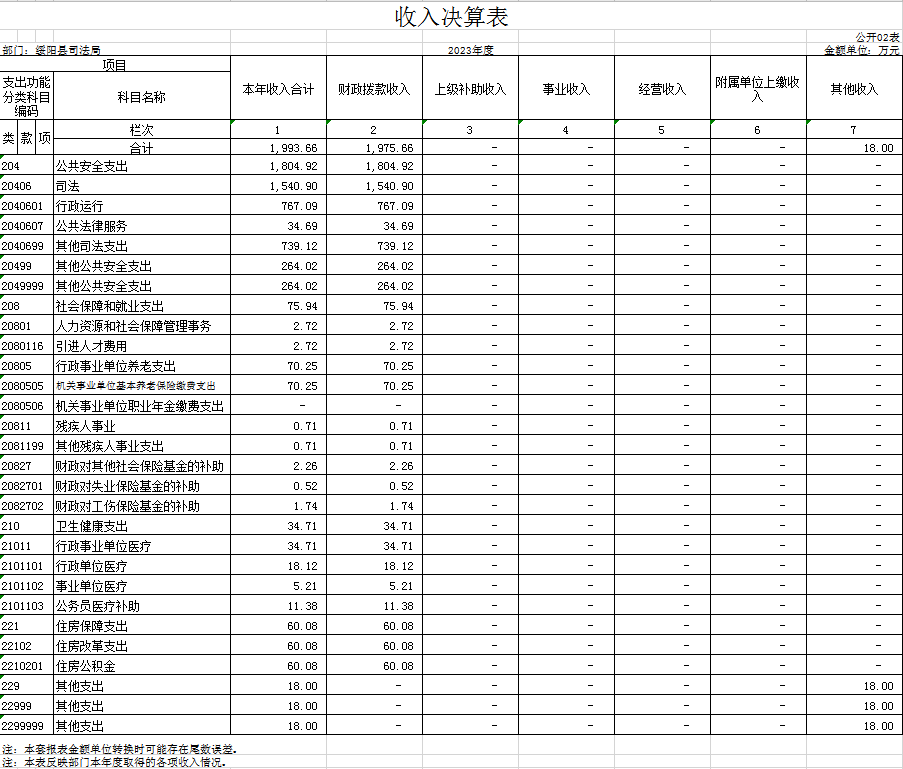 收入决算表
公开02表
部门：绥阳县司法局 2023年度 金额单位：万元
项目 本年收入合计 财政拨款收入 上级补助收入 事业收入 经营收入 附属单位上缴收入 其他收入
支出功能分类科目编码 科目名称
类 款 项 栏次 1 2 3 4 5 6 7
合计 1,993.66 1,975.66 - - - - 18.00
204 公共安全支出 1,804.92 1,804.92 - - - - -
20406 司法 1,540.90 1,540.90 - - - - -
2040601 行政运行 767.09 767.09 - - - - -
2040607 公共法律服务 34.69 34.69 - - - - -
2040699 其他司法支出 739.12 739.12 - - - - -
20499 其他公共安全支出 264.02 264.02 - - - - -
2049999 其他公共安全支出 264.02 264.02 - - - - -
208 社会保障和就业支出 75.94 75.94 - - - - -
20801 人力资源和社会保障管理事务 2.72 2.72 - - - - -
2080116 引进人才费用 2.72 2.72 - - - - -
20805 行政事业单位养老支出 70.25 70.25 - - - - -
2080505 机关事业单位基本养老保险缴费支出 70.25 70.25 - - - - -
2080506 机关事业单位职业年金缴费支出 - - - - - - -
20811 残疾人事业 0.71 0.71 - - - - -
2081199 其他残疾人事业支出 0.71 0.71 - - - - -
20827 财政对其他社会保险基金的补助 2.26 2.26 - - - - -
2082701 财政对失业保险基金的补助 0.52 0.52 - - - - -
2082702 财政对工伤保险基金的补助 1.74 1.74 - - - - -
210 卫生健康支出 34.71 34.71 - - - - -
21011 行政事业单位医疗 34.71 34.71 - - - - -
2101101 行政单位医疗 18.12 18.12 - - - - -
2101102 事业单位医疗 5.21 5.21 - - - - -
2101103 公务员医疗补助 11.38 11.38 - - - - -
221 住房保障支出 60.08 60.08 - - - - -
22102 住房改革支出 60.08 60.08 - - - - -
2210201 住房公积金 60.08 60.08 - - - - -
229 其他支出 18.00 - - - - - 18.00
22999 其他支出 18.00 - - - - - 18.00
2299999 其他支出 18.00 - - - - - 18.00
注：本套报表金额单位转换时可能存在尾数误差。
注：本表反映部门本年度取得的各项收入情况。